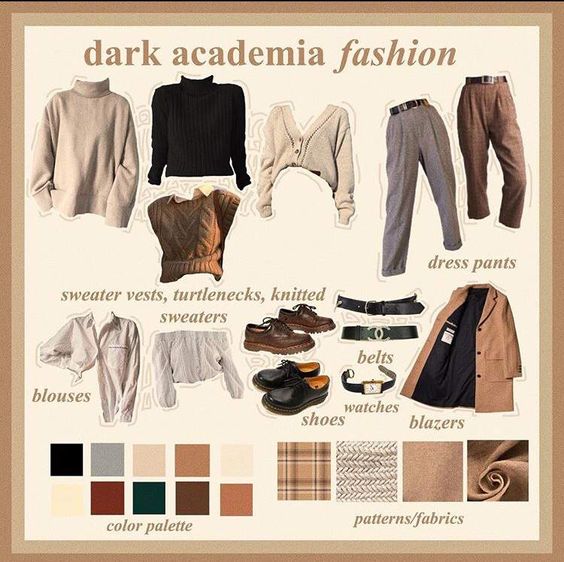 dark academia fashion
dress pants
sweater vests, turtlenecks, knitted
sweaters
blouses
belts
watches
shoes
blazers
color palette
patterns/fabrics